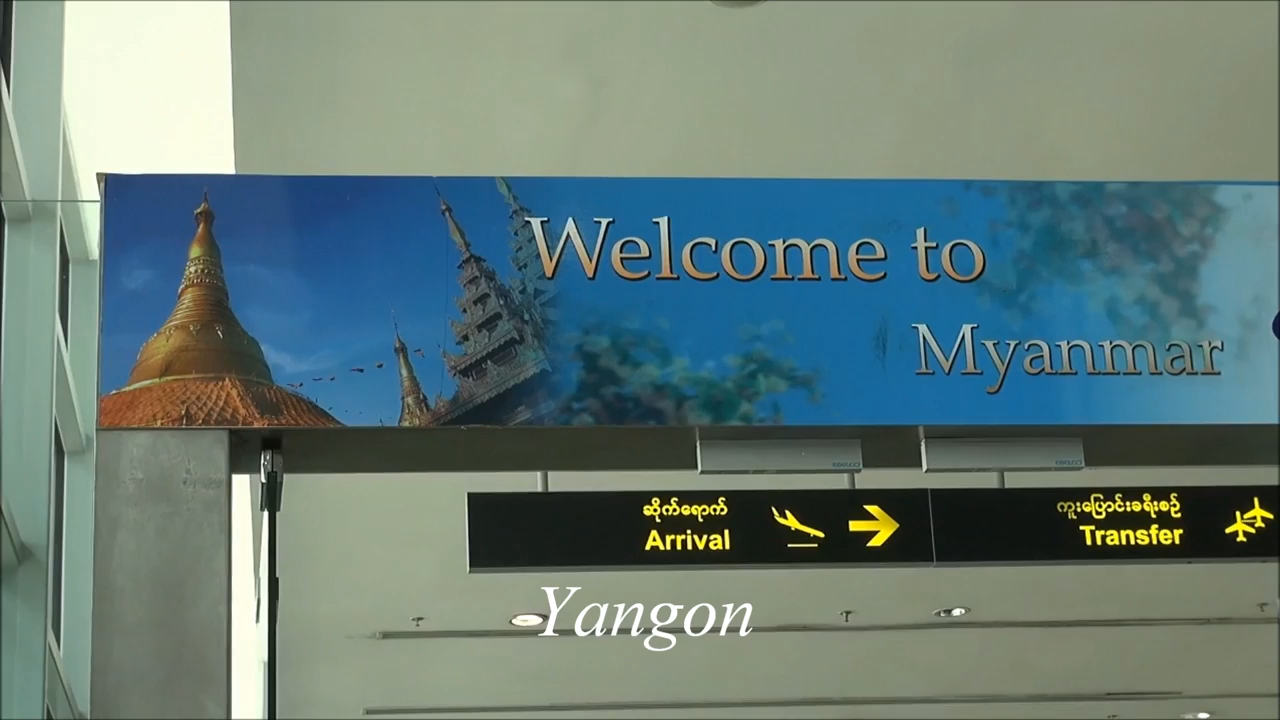 Welcome to
Myanmar
ဆိုက်ရောက်
Arrival
ကူးပြောင်းခရီးစဉ်
Transfer
Yangon